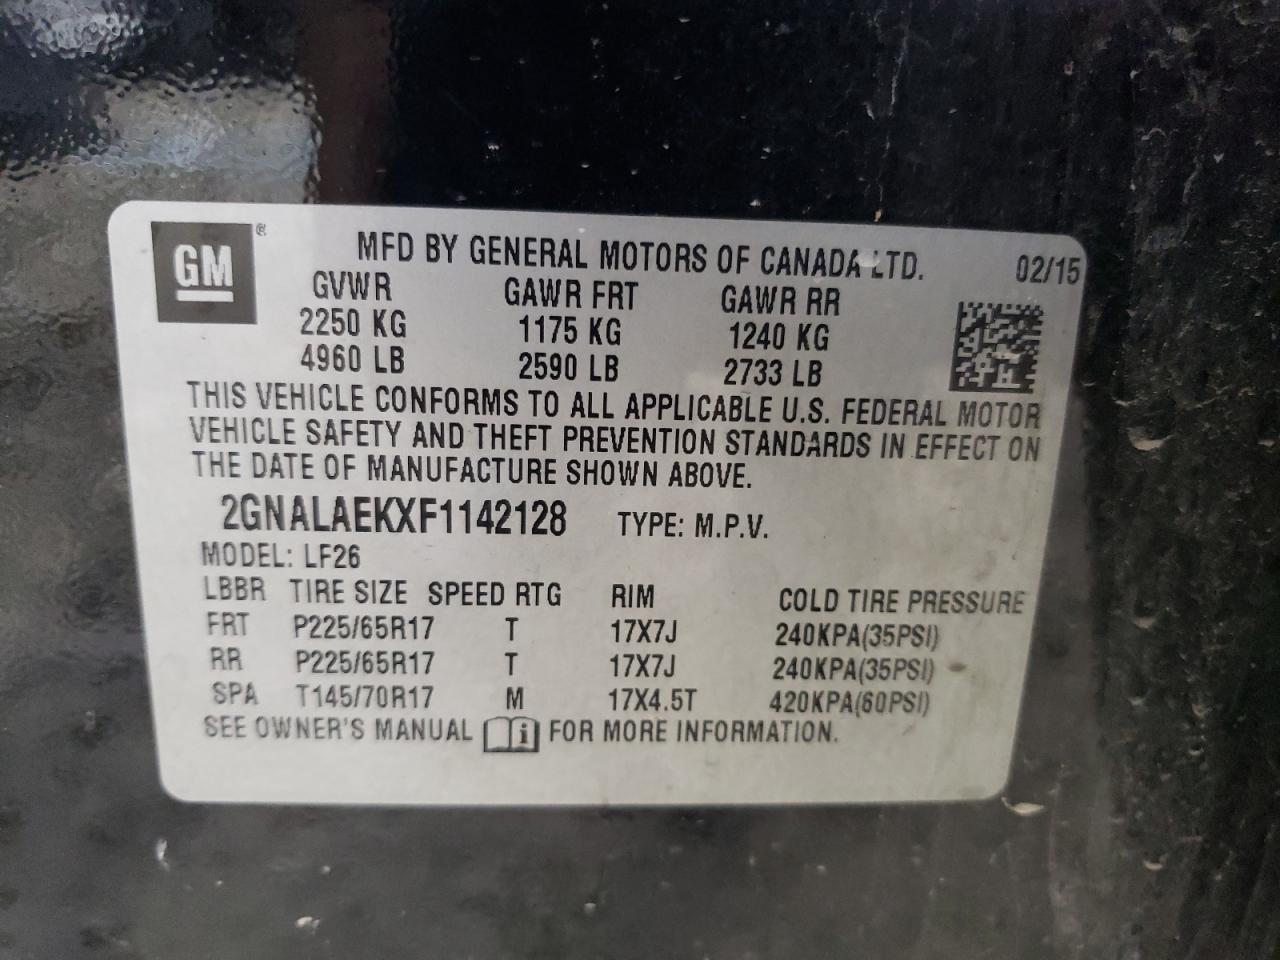 GM
MFD BY GENERAL MOTORS OF CANADA LTD. 02/15
GVWR GAWR FRT GAWR RR
2250 KG 1175 KG 1240 KG
4960 LB 2590 LB 2733 LB
THIS VEHICLE CONFORMS TO ALL APPLICABLE U.S. FEDERAL MOTOR
VEHICLE SAFETY AND THEFT PREVENTION STANDARDS IN EFFECT ON
THE DATE OF MANUFACTURE SHOWN ABOVE.
2GNALAEKXF1142128 TYPE: M.P.V.
MODEL: LF26
LBBR TIRE SIZE SPEED RTG RIM COLD TIRE PRESSURE
FRT P225/65R17 T 17X7J 240KPA(35PSI)
RR P225/65R17 T 17X7J 240KPA(35PSI)
SPA T145/70R17 M 17X4.5T 420KPA(60PSI)
SEE OWNER'S MANUAL i FOR MORE INFORMATION.